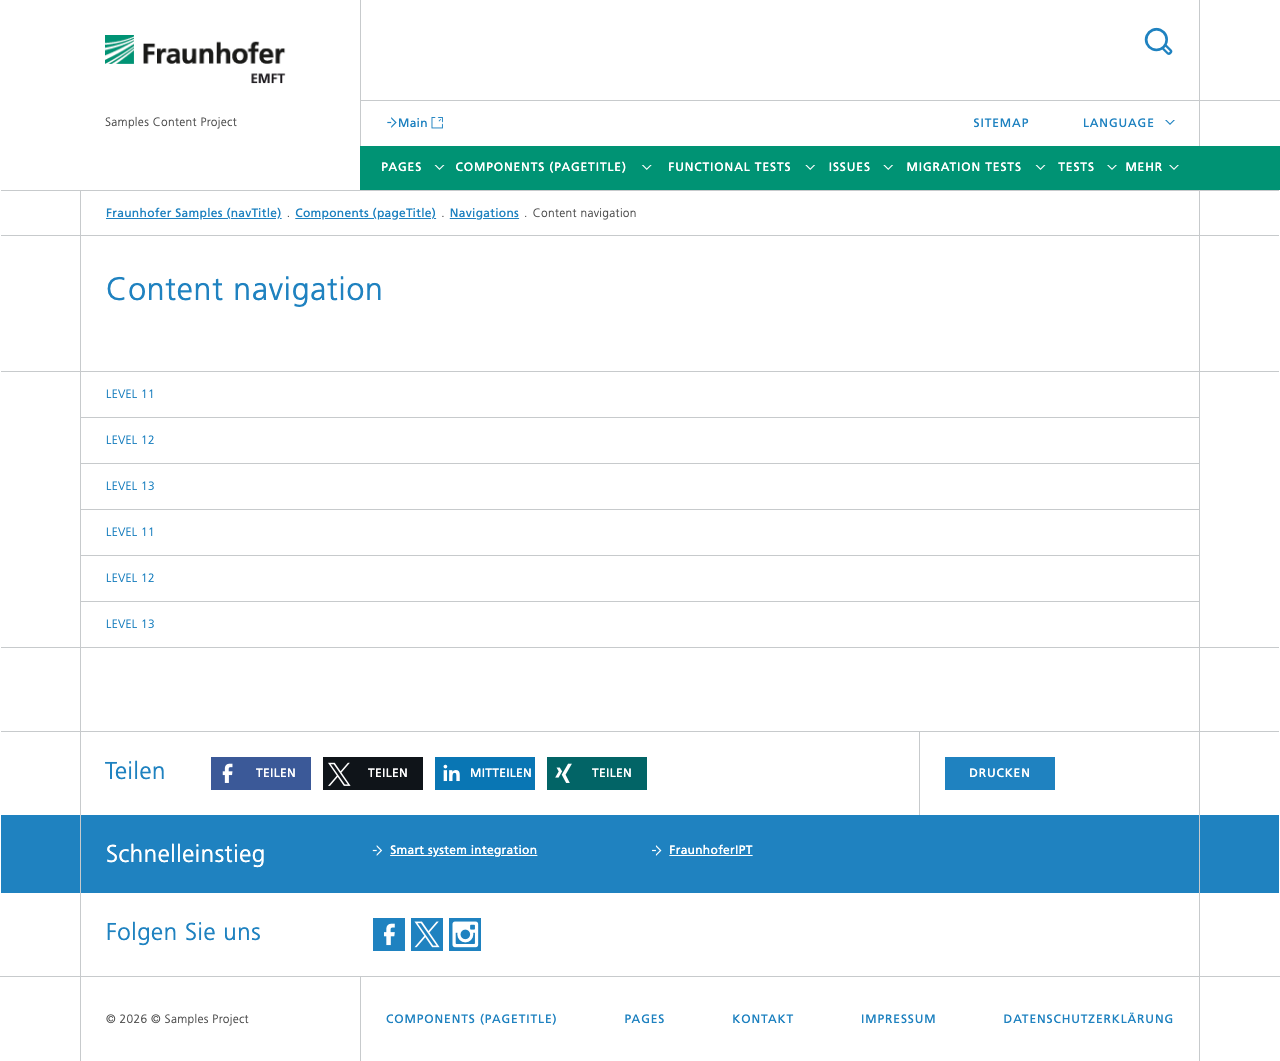 Fraunhofer
EMFT
Samples Content Project
Main
SITEMAP
LANGUAGE
PAGES
COMPONENTS (PAGETITLE)
FUNCTIONAL TESTS
ISSUES
MIGRATION TESTS
TESTS
MEHR
Fraunhofer Samples (navTitle) . Components (pageTitle) . Navigations . Content navigation
Content navigation
LEVEL 11
LEVEL 12
LEVEL 13
LEVEL 11
LEVEL 12
LEVEL 13
Teilen
TEILEN
TEILEN
MITTEILEN
TEILEN
DRUCKEN
Schnelleinstieg
Smart system integration
FraunhoferIPT
Folgen Sie uns
© 2026 © Samples Project
COMPONENTS (PAGETITLE)
PAGES
KONTAKT
IMPRESSUM
DATENSCHUTZERKLÄRUNG